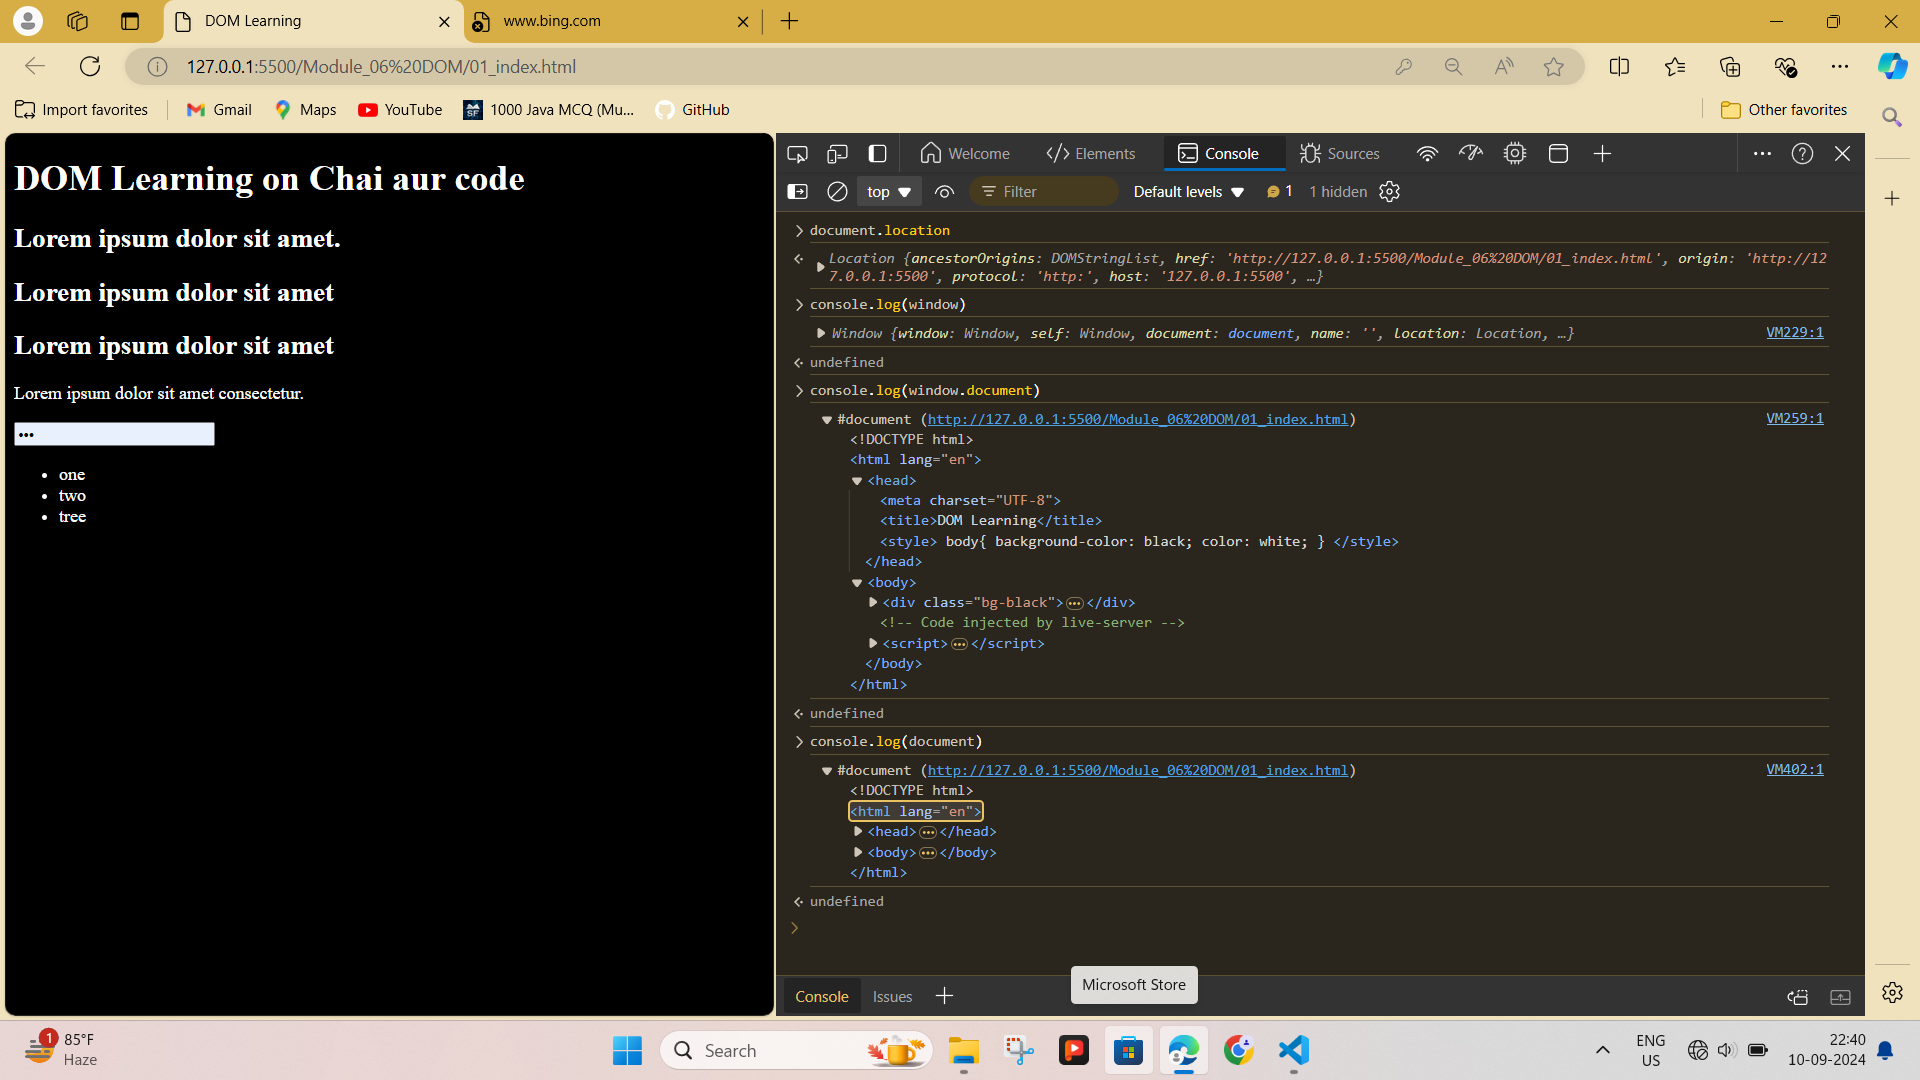 DOM Learning
www.bing.com
127.0.0.1:5500/Module_06%20DOM/01_index.html
Import favorites
Gmail
Maps
YouTube
1000 Java MCQ (Mu...
GitHub
Other favorites
DOM Learning on Chai aur code
Lorem ipsum dolor sit amet.
Lorem ipsum dolor sit amet
Lorem ipsum dolor sit amet
Lorem ipsum dolor sit amet consectetur.
•••
• one
• two
• tree
Welcome
Elements
Console
Sources
top
Filter
Default levels
1
1 hidden
document.location
Location {ancestorOrigins: DOMStringList, href: 'http://127.0.0.1:5500/Module_06%20DOM/01_index.html', origin: 'http://12
7.0.0.1:5500', protocol: 'http:', host: '127.0.0.1:5500', …}
console.log(window)
Window {window: Window, self: Window, document: document, name: '', location: Location, …}
VM229:1
undefined
console.log(window.document)
#document (http://127.0.0.1:5500/Module_06%20DOM/01_index.html)
VM259:1
<!DOCTYPE html>
<html lang="en">
<head>
<meta charset="UTF-8">
<title>DOM Learning</title>
<style> body{ background-color: black; color: white; } </style>
</head>
<body>
<div class="bg-black">…</div>
<!-- Code injected by live-server -->
<script>…</script>
</body>
</html>
undefined
console.log(document)
#document (http://127.0.0.1:5500/Module_06%20DOM/01_index.html)
VM402:1
<!DOCTYPE html>
<html lang="en">
<head>…</head>
<body>…</body>
</html>
undefined
Console
Issues
Microsoft Store
1
85°F
Haze
Search
ENG
US
22:40
10-09-2024